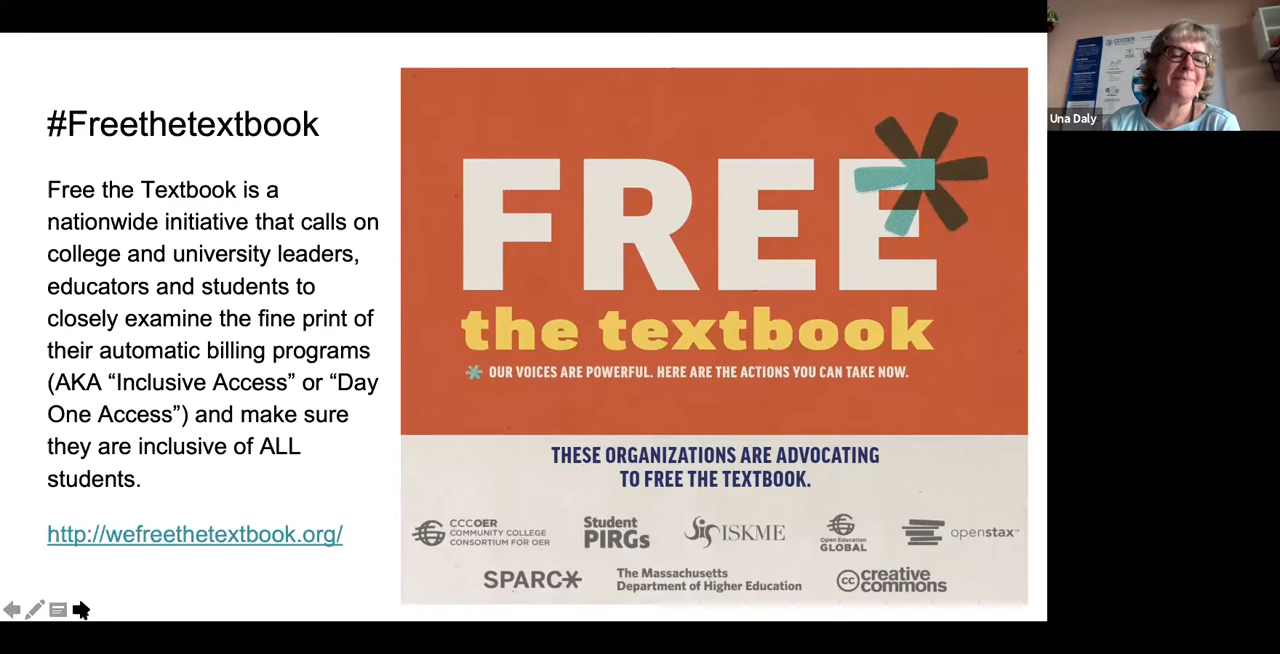 #Freethetextbook
Free the Textbook is a
nationwide initiative that calls on
college and university leaders,
educators and students to
closely examine the fine print of
their automatic billing programs
(AKA “Inclusive Access” or “Day
One Access”) and make sure
they are inclusive of ALL
students.
http://wefreethetextbook.org/
FREE
the textbook
OUR VOICES ARE POWERFUL. HERE ARE THE ACTIONS YOU CAN TAKE NOW.
THESE ORGANIZATIONS ARE ADVOCATING
TO FREE THE TEXTBOOK.
CCCOER
COMMUNITY COLLEGE
CONSORTIUM FOR OER
Student
PIRGs
ISKME
Open Education
GLOBAL
openstax™
SPARC
The Massachusetts
Department of Higher Education
cc creative
commons
CCCOER
Una Daly